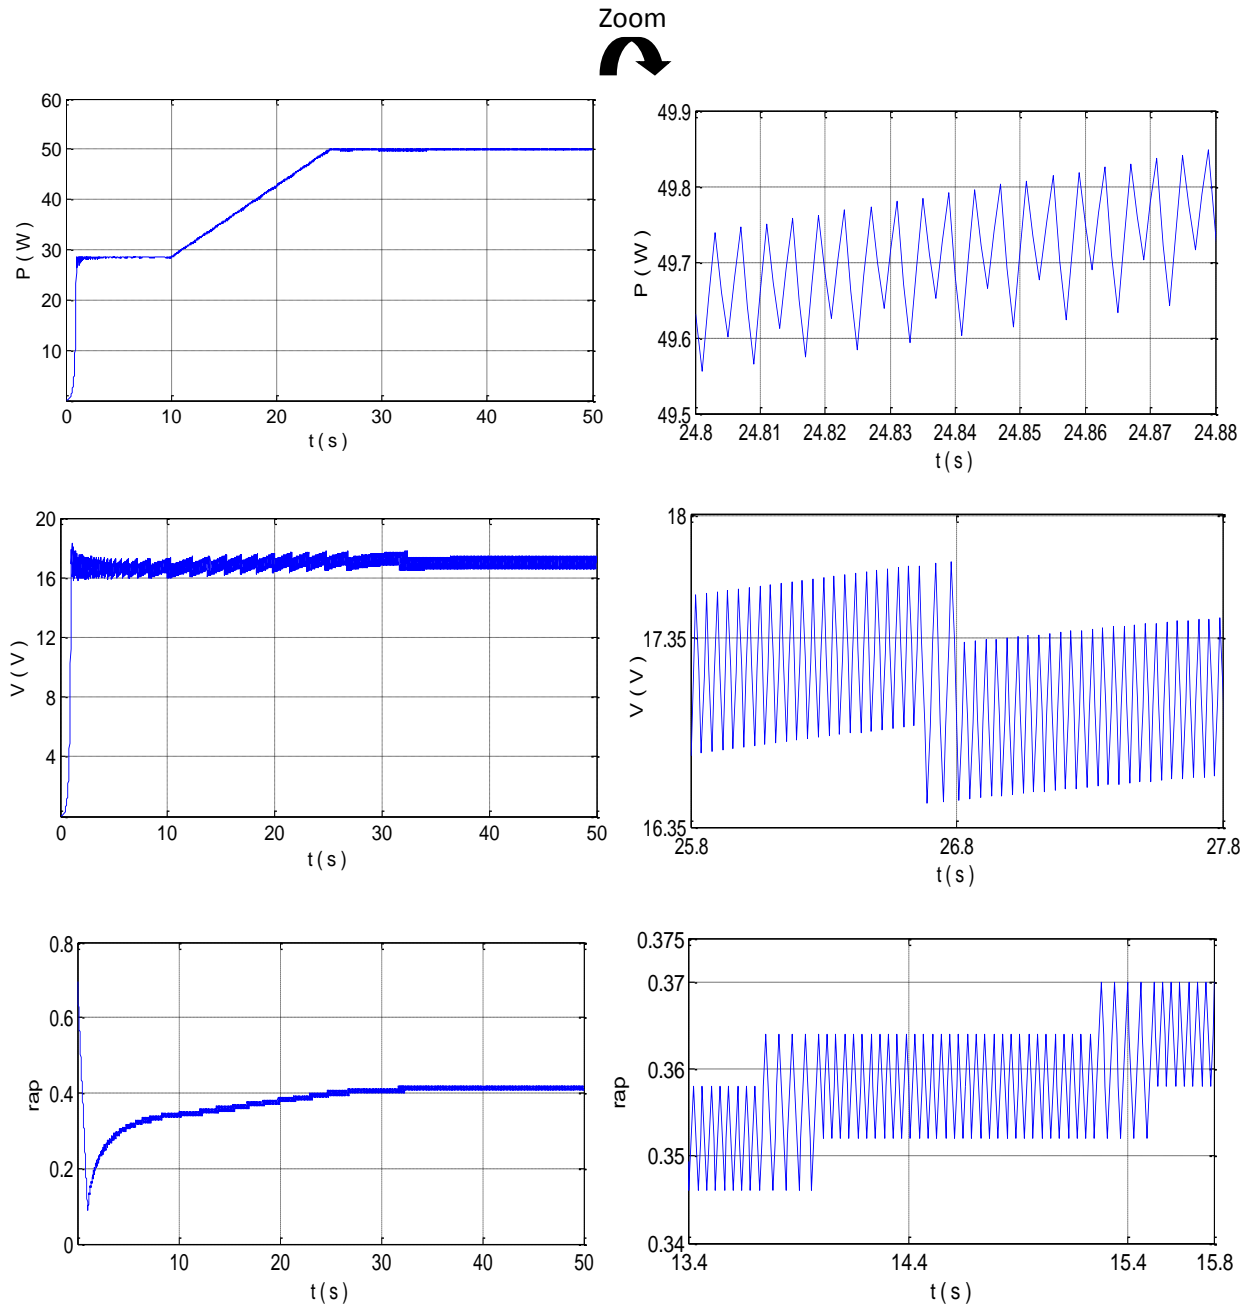 Zoom
60
50
40
30
20
10
0 10 20 30 40 50
P ( W )
t ( s )
49.9
49.8
49.7
49.6
49.5
24.8 24.81 24.82 24.83 24.84 24.85 24.86 24.87 24.88
P ( W )
t ( s )
20
16
12
8
4
0 10 20 30 40 50
V ( V )
t ( s )
18
17.35
16.35
25.8 26.8 27.8
V ( V )
t ( s )
0.8
0.6
0.4
0.2
0
10 20 30 40 50
rap
t ( s )
0.375
0.37
0.36
0.35
0.34
13.4 14.4 15.4 15.8
rap
t ( s )